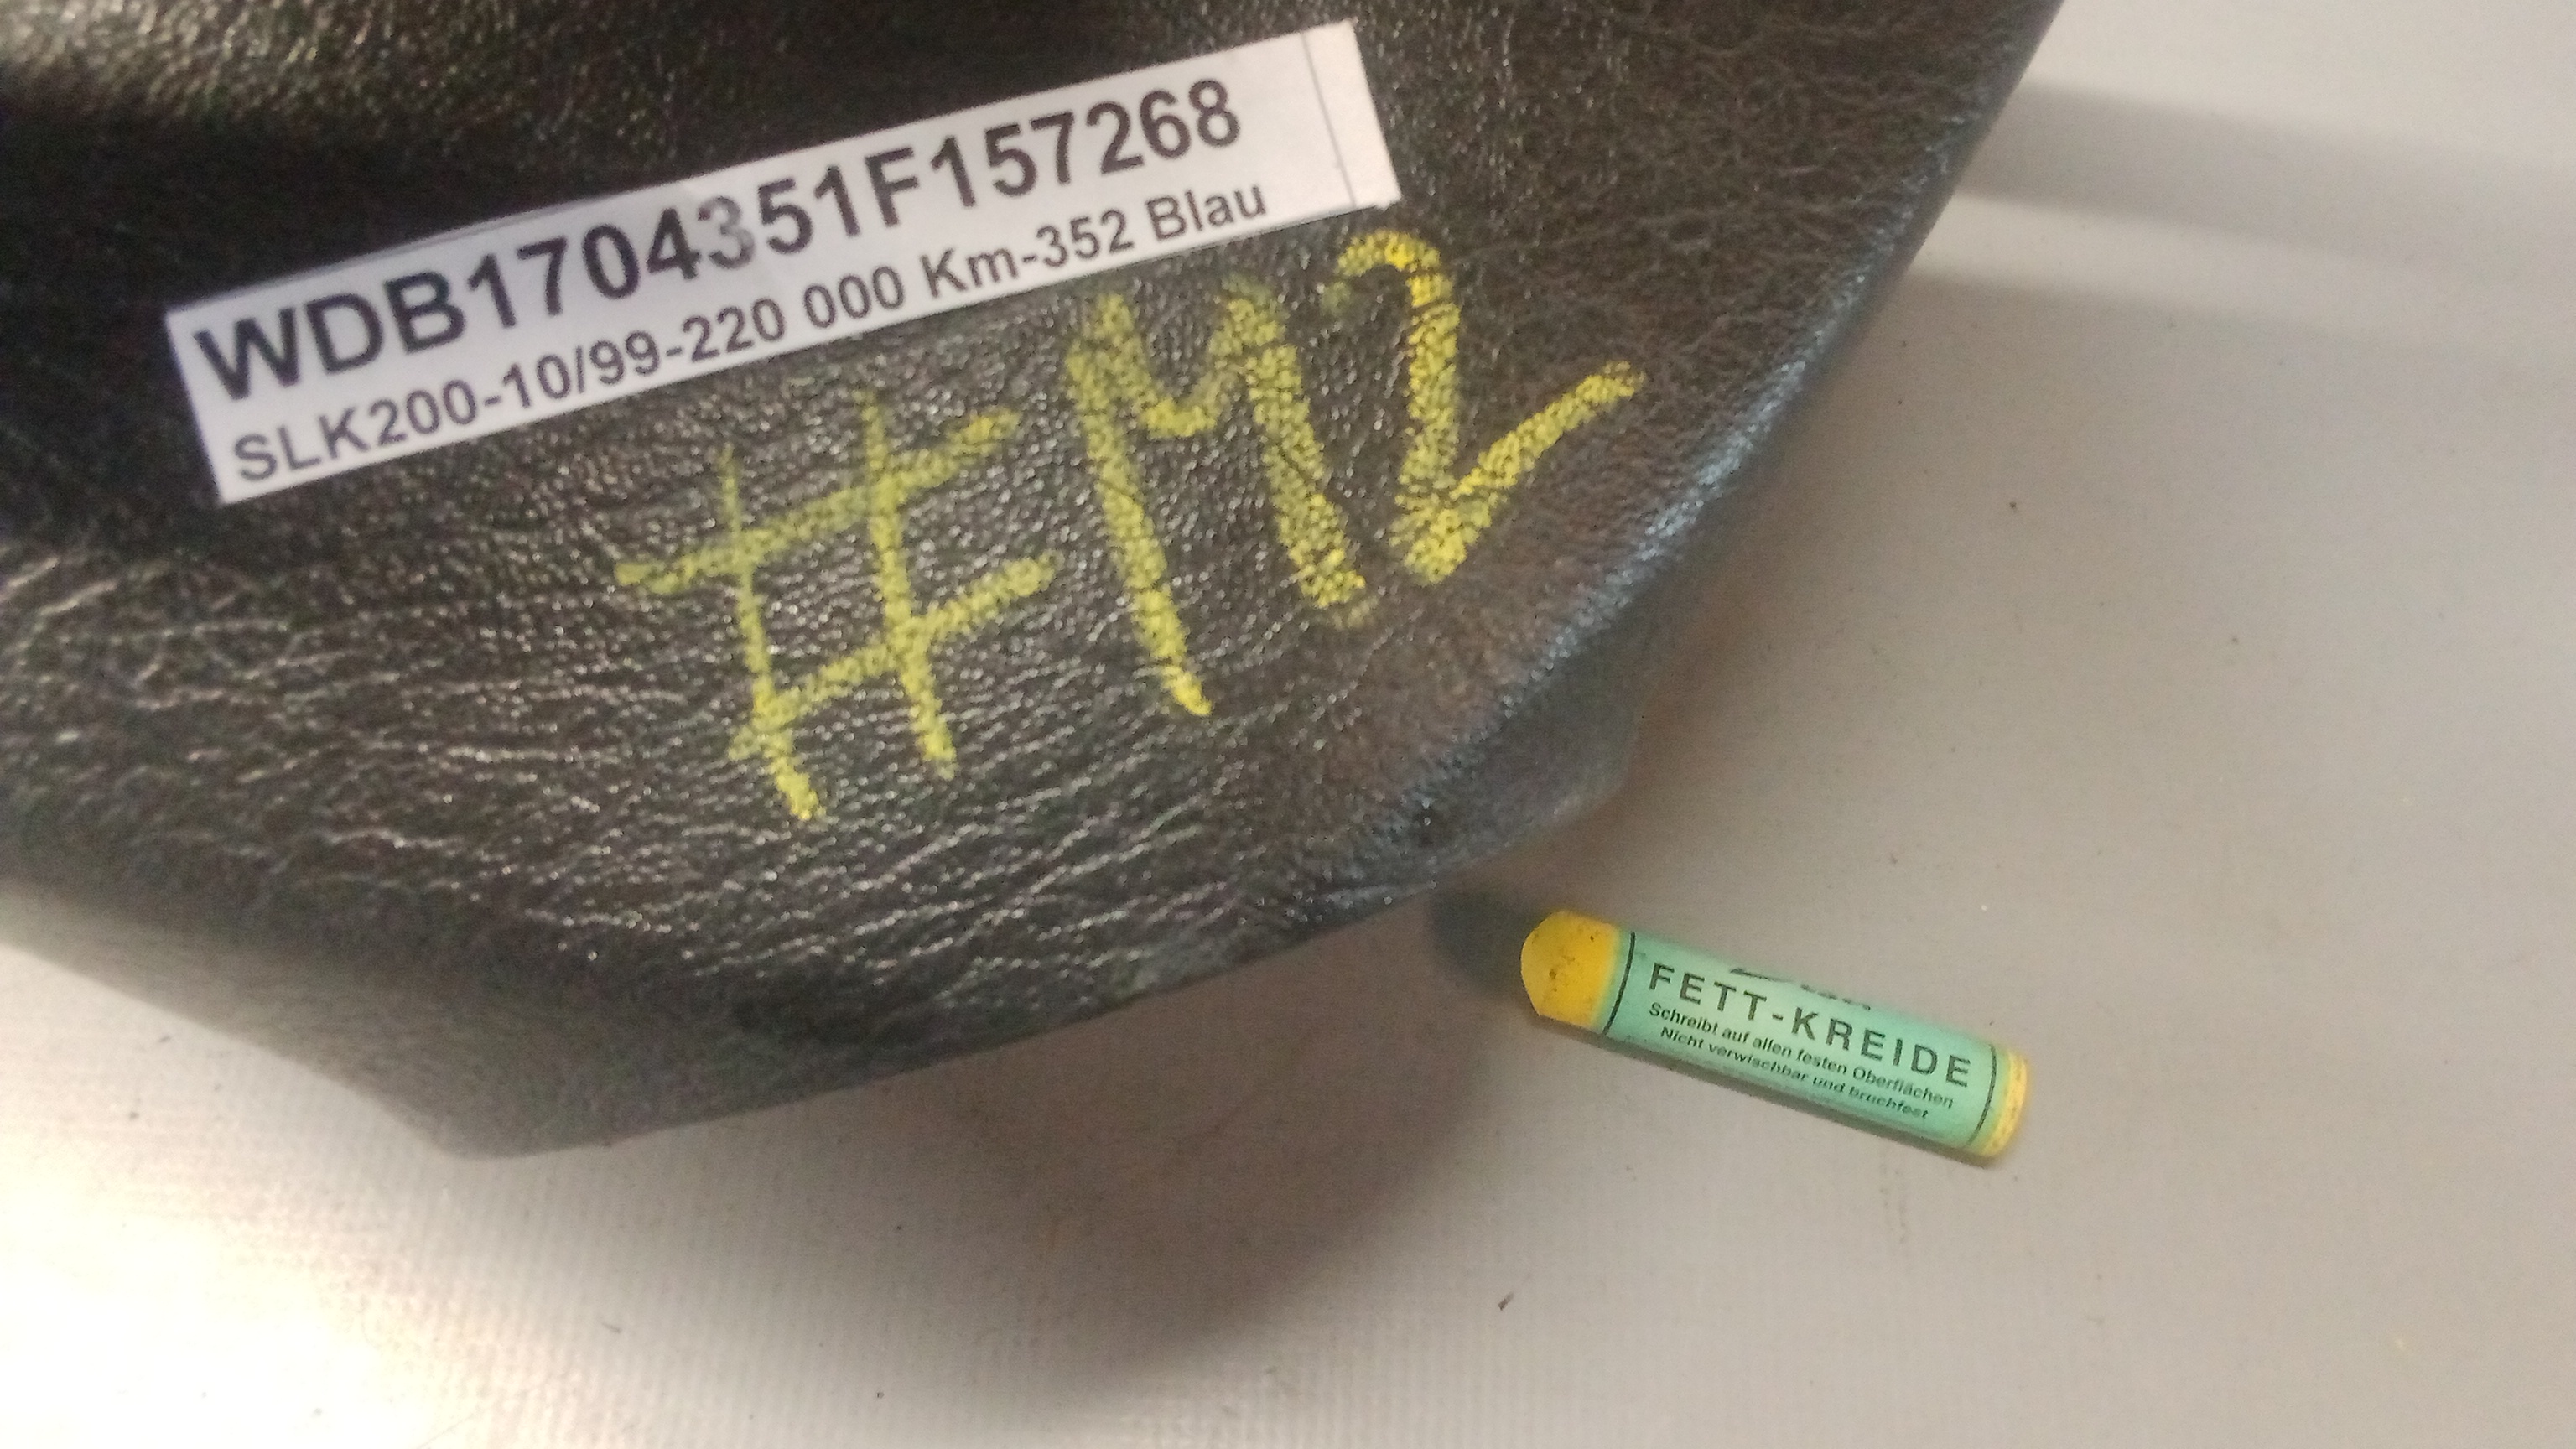 WDB1704351F157268
SLK200-10/99-220 000 Km-352 Blau
#M2
FETT-KREIDE
Schreibt auf allen festen Oberflächen
Nicht verwischbar und bruchfest